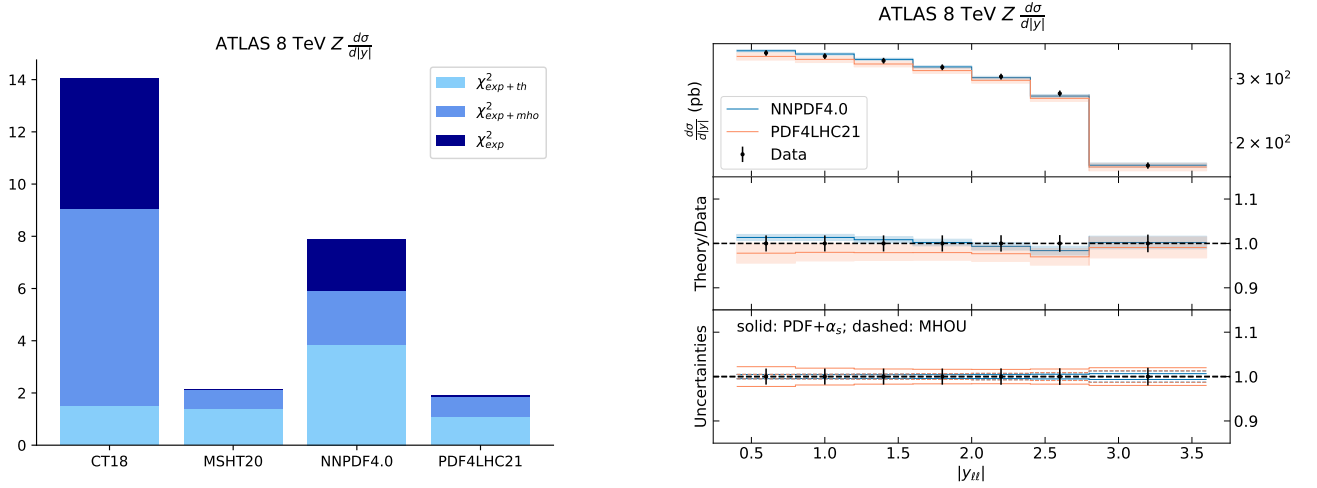 ATLAS 8 TeV Z dσ/d|y|
14
12
10
8
6
4
2
0
χ²exp+th
χ²exp+mho
χ²exp
CT18
MSHT20
NNPDF4.0
PDF4LHC21
ATLAS 8 TeV Z dσ/d|y|
dσ/d|y| (pb)
NNPDF4.0
PDF4LHC21
Data
3 × 10²
2 × 10²
Theory/Data
1.1
1.0
0.9
solid: PDF+αs; dashed: MHOU
Uncertainties
1.1
1.0
0.9
0.5 1.0 1.5 2.0 2.5 3.0 3.5
|yℓℓ|